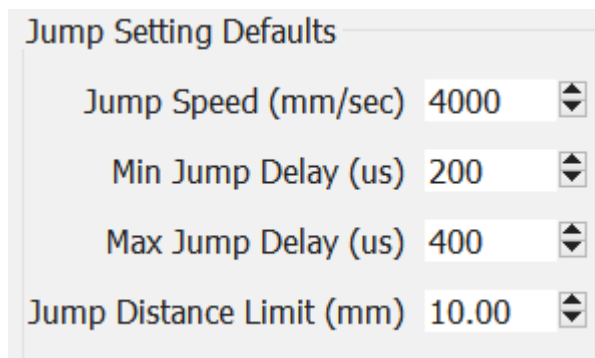 Jump Setting Defaults
Jump Speed (mm/sec) 4000
Min Jump Delay (us) 200
Max Jump Delay (us) 400
Jump Distance Limit (mm) 10.00